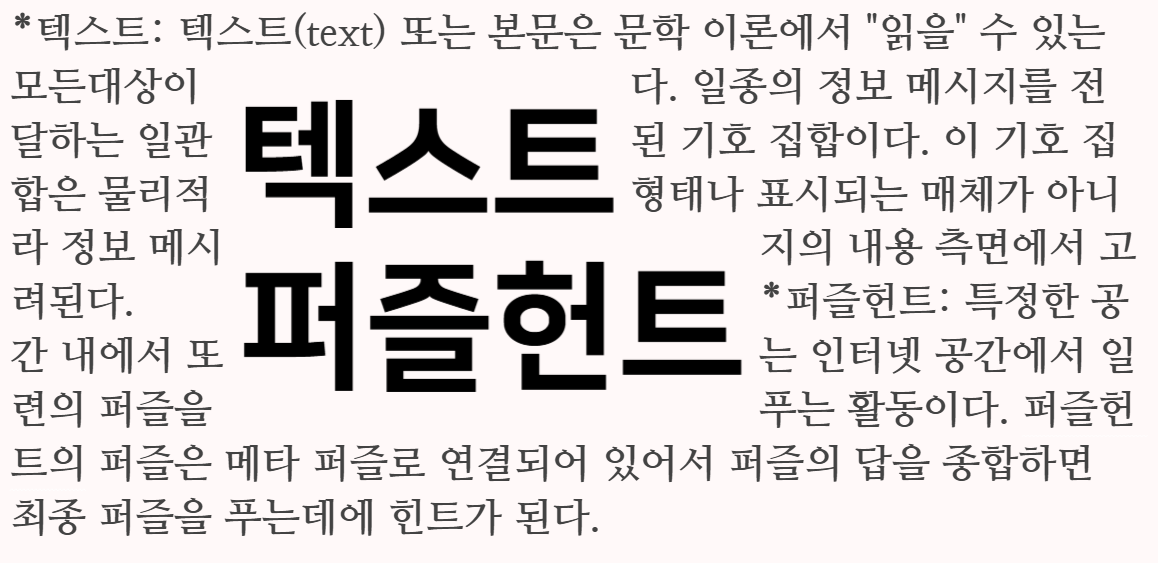 *텍스트: 텍스트(text) 또는 본문은 문학 이론에서 "읽을" 수 있는
모든대상이 다. 일종의 정보 메시지를 전
달하는 일관 된 기호 집합이다. 이 기호 집
합은 물리적 형태나 표시되는 매체가 아니
라 정보 메시 지의 내용 측면에서 고
려된다. *퍼즐헌트: 특정한 공
간 내에서 또 는 인터넷 공간에서 일
련의 퍼즐을 푸는 활동이다. 퍼즐헌
트의 퍼즐은 메타 퍼즐로 연결되어 있어서 퍼즐의 답을 종합하면
최종 퍼즐을 푸는데에 힌트가 된다.
텍스트
퍼즐헌트